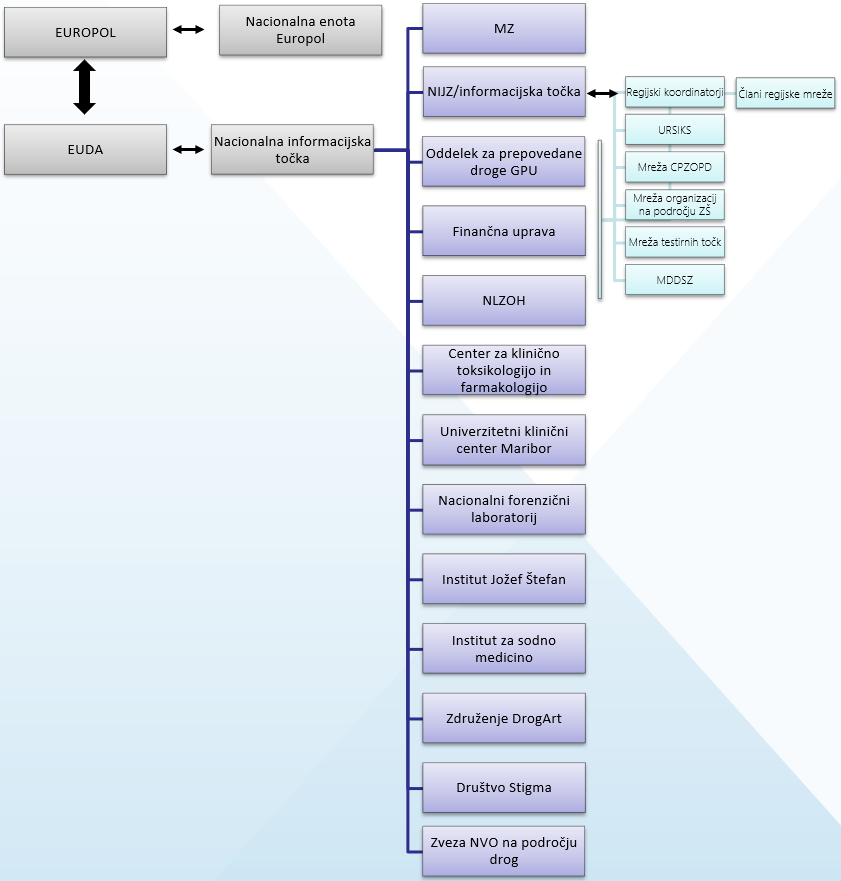 EUROPOL
Nacionalna enota
Europol
EUDA
Nacionalna informacijska
točka
MZ
NIJZ/informacijska točka
Oddelek za prepovedane
droge GPU
Finančna uprava
NLZOH
Center za klinično
toksikologijo in
farmakologijo
Univerzitetni klinični
center Maribor
Nacionalni forenzični
laboratorij
Institut Jožef Štefan
Institut za sodno
medicino
Združenje DrogArt
Društvo Stigma
Zveza NVO na področju
drog
Regijski koordinatorji
Člani regijske mreže
URSIKS
Mreža CPZOPD
Mreža organizacij
na področju ZŠ
Mreža testirnih točk
MDDSZ